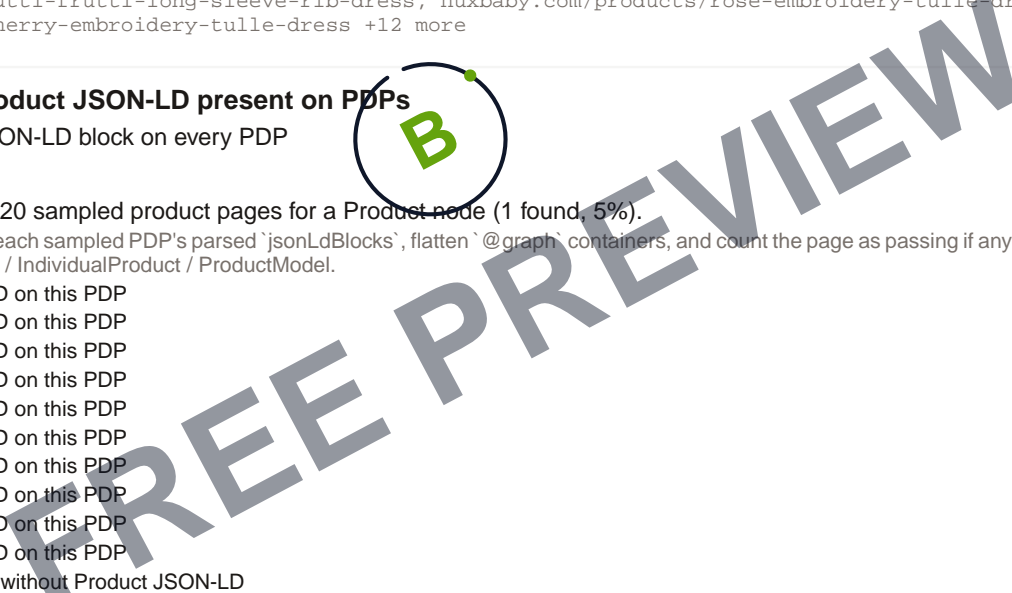 utti-frutti-long-sleeve-rib-dress, nuxbaby.com/products/rose-embroidery-tulle-dr
herry-embroidery-tulle-dress +12 more
oduct JSON-LD present on PDPs
ON-LD block on every PDP
B
20 sampled product pages for a Product node (1 found, 5%).
each sampled PDP's parsed `jsonLdBlocks`, flatten `@graph` containers, and count the page as passing if any
/ IndividualProduct / ProductModel.
D on this PDP
D on this PDP
D on this PDP
D on this PDP
D on this PDP
D on this PDP
D on this PDP
D on this PDP
D on this PDP
D on this PDP
without Product JSON-LD
FREE PREVIEW